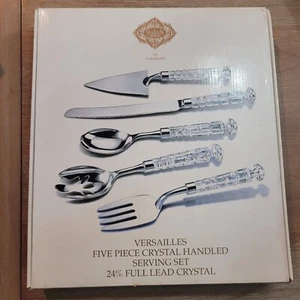 VERSAILLES
FIVE PIECE CRYSTAL HANDLED
SERVING SET
24% FULL LEAD CRYSTAL